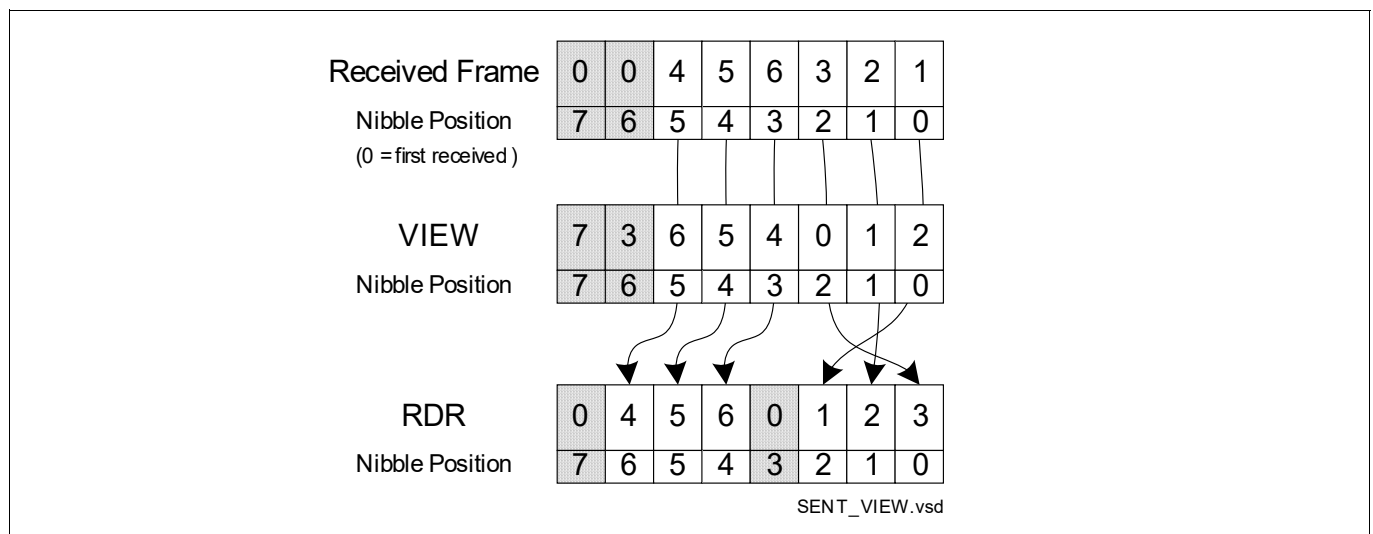 Received Frame 0 0 4 5 6 3 2 1
Nibble Position 7 6 5 4 3 2 1 0
(0 = first received )
VIEW 7 3 6 5 4 0 1 2
Nibble Position 7 6 5 4 3 2 1 0
RDR 0 4 5 6 0 1 2 3
Nibble Position 7 6 5 4 3 2 1 0
SENT_VIEW.vsd